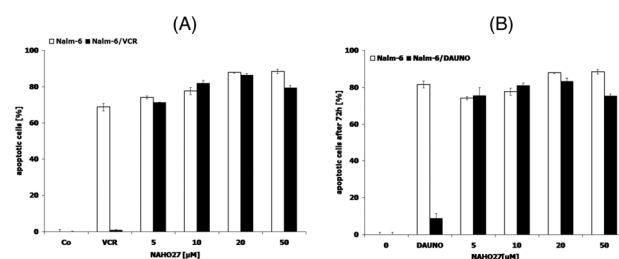 (A)
(B)
Nalm-6 Nalm-6/VCR
Nalm-6 Nalm-6/DAUNO
apoptotic cells [%]
100
80
60
40
20
0
Co VCR 5 10 20 50
NAHO27 [µM]
apoptotic cells after 72h [%]
100
80
60
40
20
0
0 DAUNO 5 10 20 50
NAHO27[µM]